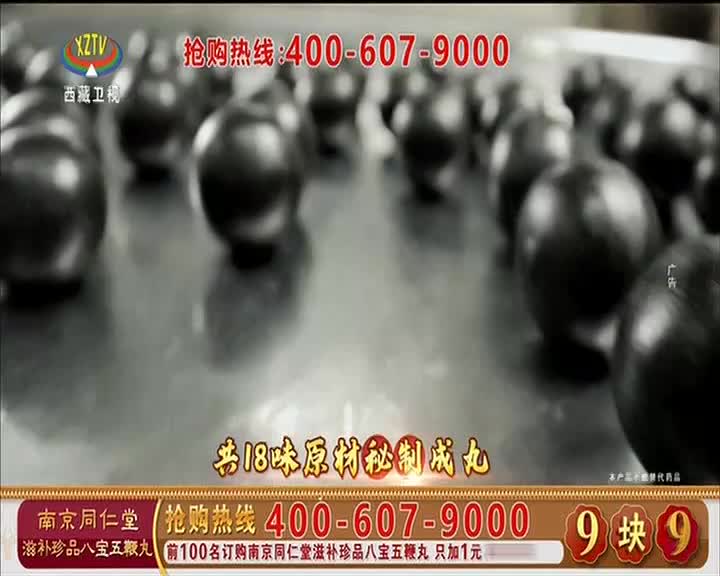 XZTV
西藏卫视
抢购热线:400-607-9000
广告
共18味原材秘制成丸
本产品不能替代药品
南京同仁堂
滋补珍品八宝五鞭丸
抢购热线 400-607-9000
前100名订购南京同仁堂滋补珍品八宝五鞭丸 只加1元
9块9